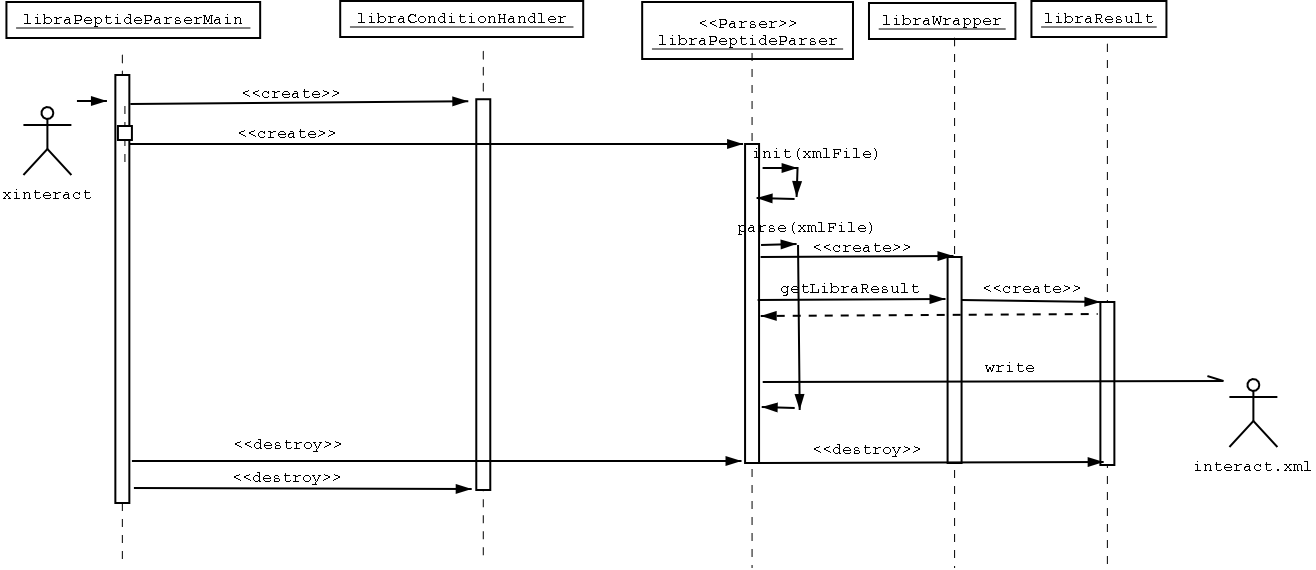 libraPeptideParserMain
libraConditionHandler
<<Parser>>
libraPeptideParser
libraWrapper
libraResult
<<create>>
<<create>>
init(xmlFile)
xinteract
parse(xmlFile)
<<create>>
getLibraResult
<<create>>
write
<<destroy>>
<<destroy>>
interact.xml
<<destroy>>